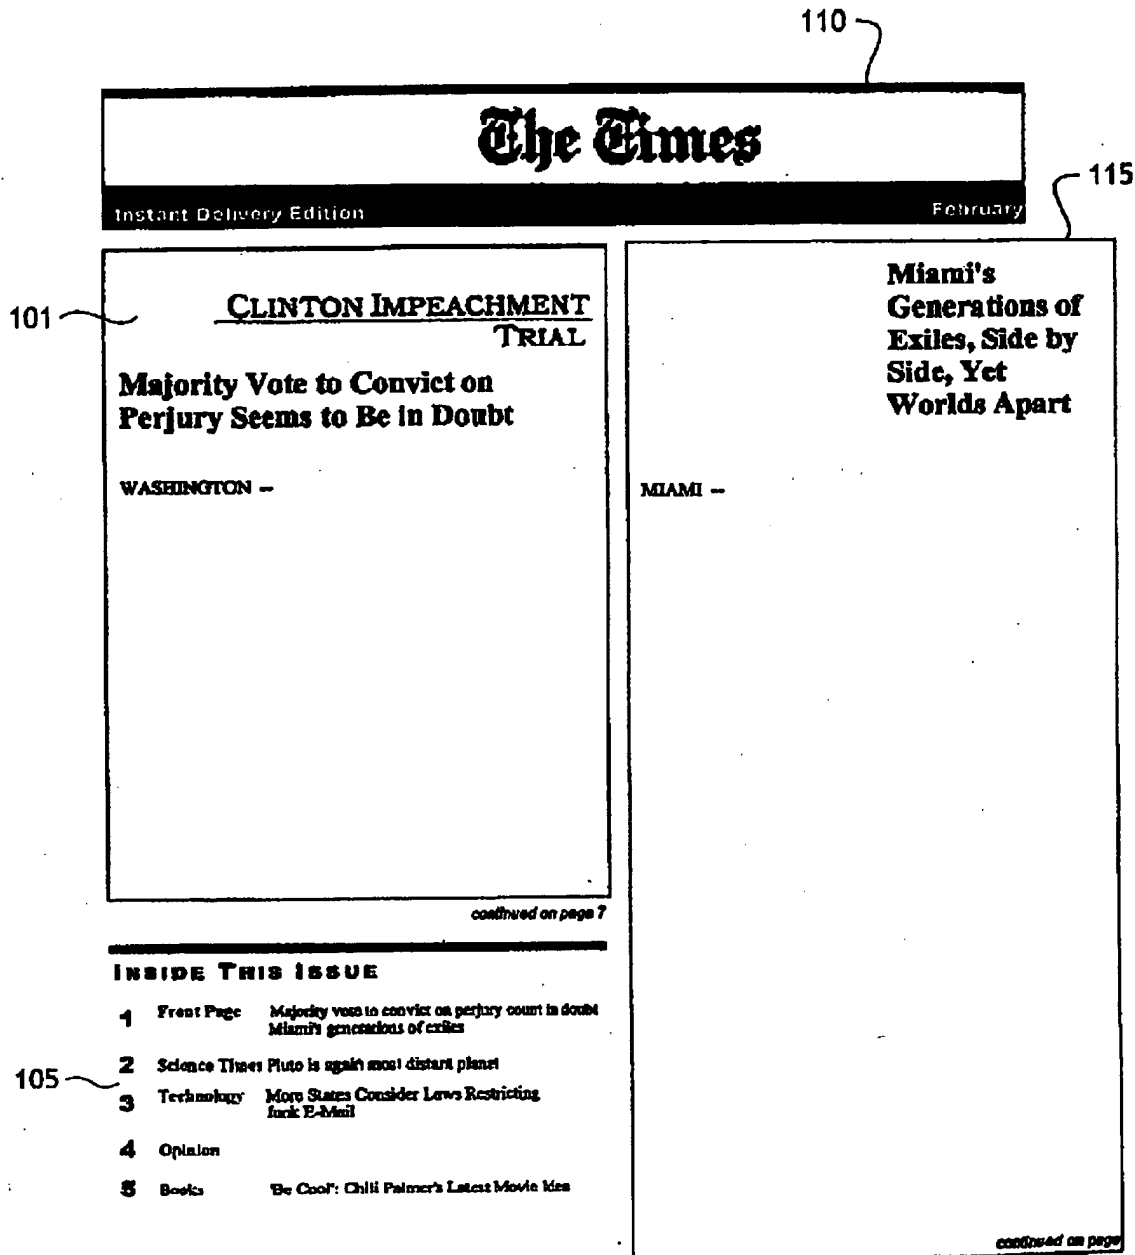 110
The Times
Instant Delivery Edition February
115
101
CLINTON IMPEACHMENT
TRIAL
Majority Vote to Convict on
Perjury Seems to Be in Doubt
WASHINGTON --
continued on page 7
Miami's
Generations of
Exiles, Side by
Side, Yet
Worlds Apart
MIAMI --
continued on page
INSIDE THIS ISSUE
1 Front Page Majority vote to convict on perjury count in doubt
Miami's generations of exiles
2 Science Times Pluto is again most distant planet
105
3 Technology More States Consider Laws Restricting
Junk E-Mail
4 Opinion
5 Books 'Be Cool': Chili Palmer's Latest Movie Idea